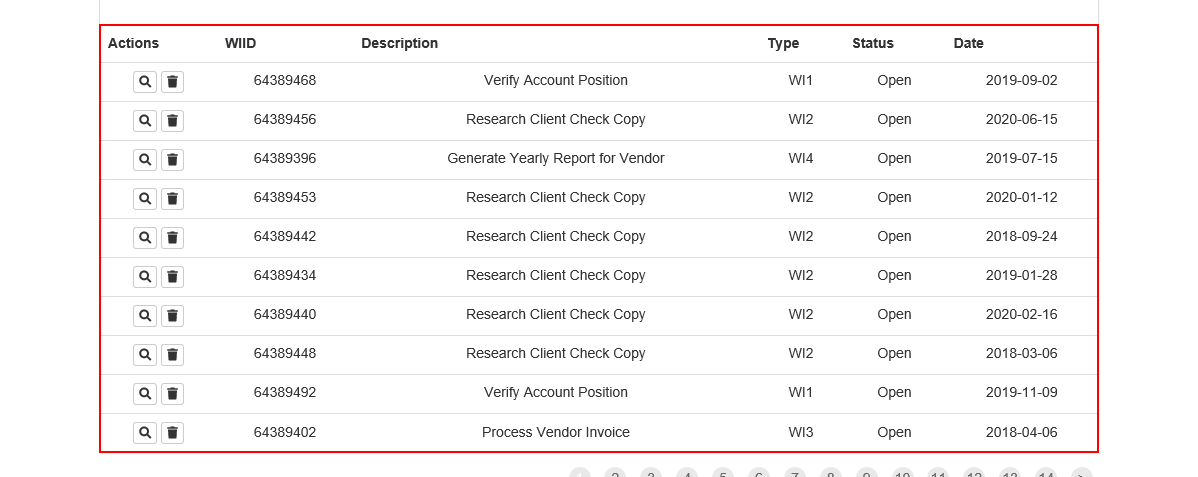 Actions WIID Description Type Status Date
64389468 Verify Account Position WI1 Open 2019-09-02
64389456 Research Client Check Copy WI2 Open 2020-06-15
64389396 Generate Yearly Report for Vendor WI4 Open 2019-07-15
64389453 Research Client Check Copy WI2 Open 2020-01-12
64389442 Research Client Check Copy WI2 Open 2018-09-24
64389434 Research Client Check Copy WI2 Open 2019-01-28
64389440 Research Client Check Copy WI2 Open 2020-02-16
64389448 Research Client Check Copy WI2 Open 2018-03-06
64389492 Verify Account Position WI1 Open 2019-11-09
64389402 Process Vendor Invoice WI3 Open 2018-04-06
1 2 3 4 5 6 7 8 9 10 11 12 13 14 >